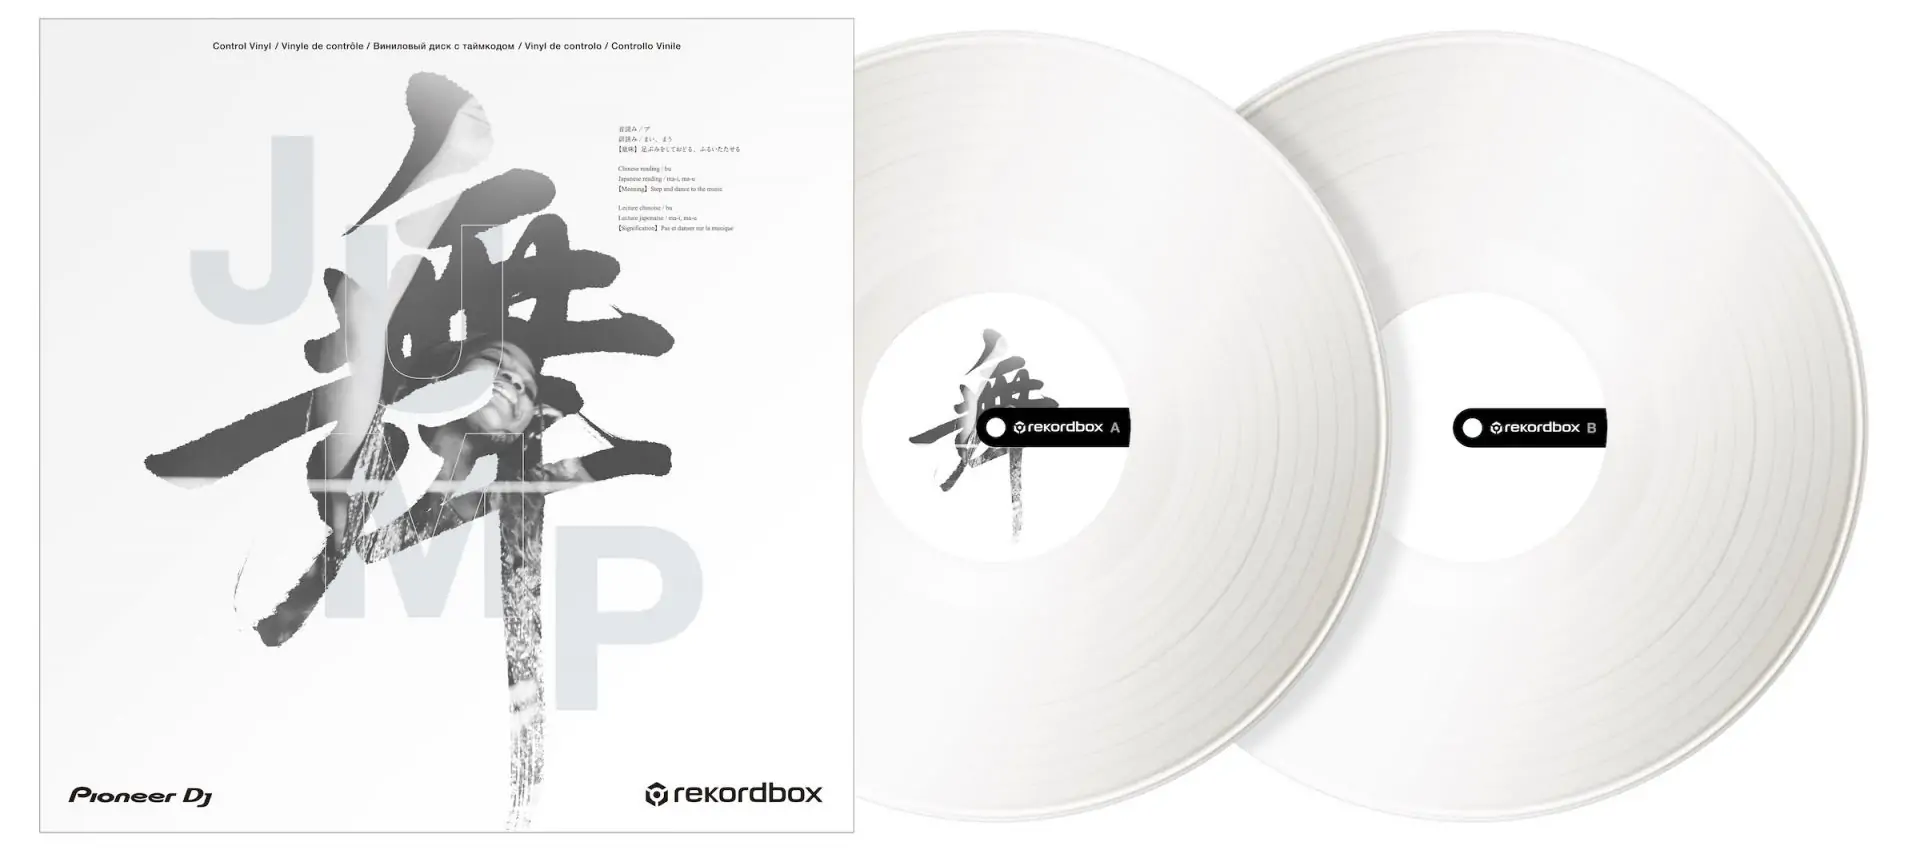 Control Vinyl / Vinyle de contrôle / Виниловый диск с таймкодом / Vinyl de controlo / Controllo Vinile
舞
JUMP
音読み / ブ
訓読み / まい、まう
【意味】足ぶみをしておどる、ふるいたたせる
Chinese reading / bu
Japanese reading / ma-i, ma-u
【Meaning】Step and dance to the music
Lecture chinoise / bu
Lecture japonaise / ma-i, ma-u
【Signification】Pas et danser sur la musique
Pioneer Dj
rekordbox
舞
rekordbox A
rekordbox B